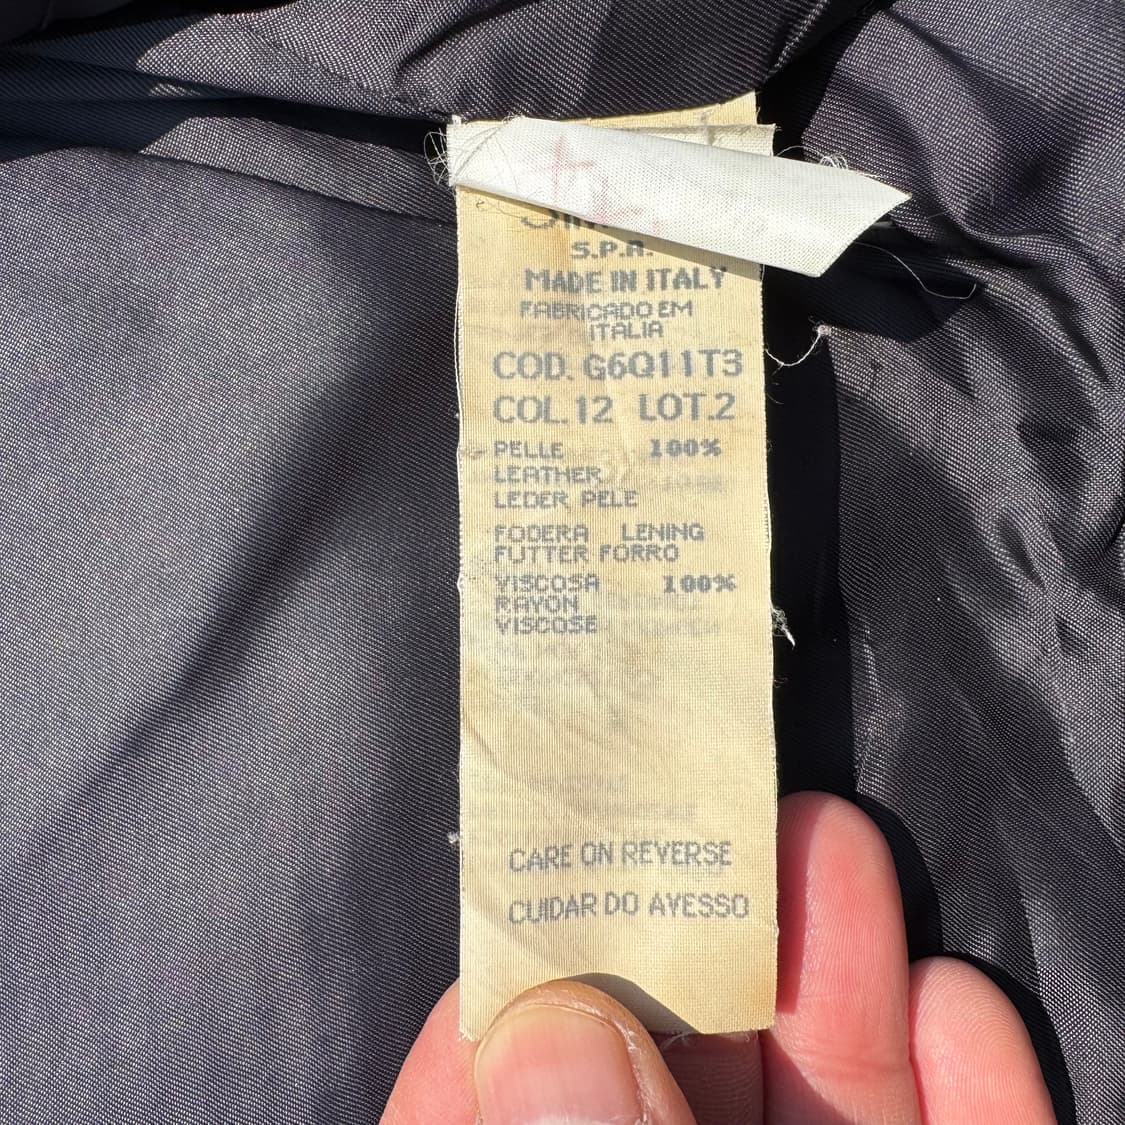 S.P.A.
MADE IN ITALY
FABRICADO EM
ITALIA
COD. G6Q11T3
COL.12 LOT.2
PELLE 100%
LEATHER
LEDER PELE
FODERA LENING
FUTTER FORRO
VISCOSA 100%
RAYON
VISCOSE
CARE ON REVERSE
CUIDAR DO AVESSO